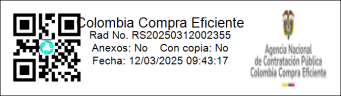 Colombia Compra Eficiente
Rad No. RS20250312002355
Anexos: No Con copia: No
Fecha: 12/03/2025 09:43:17
Agencia Nacional
de Contratación Pública
Colombia Compra Eficiente